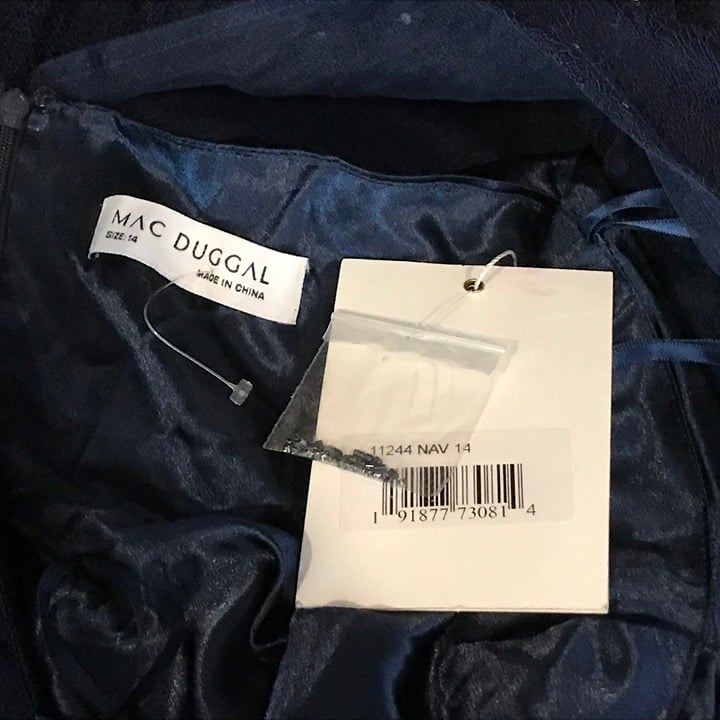 MAC DUGGAL
SIZE: 14
MADE IN CHINA
11244 NAV 14
1 91877 73081 4